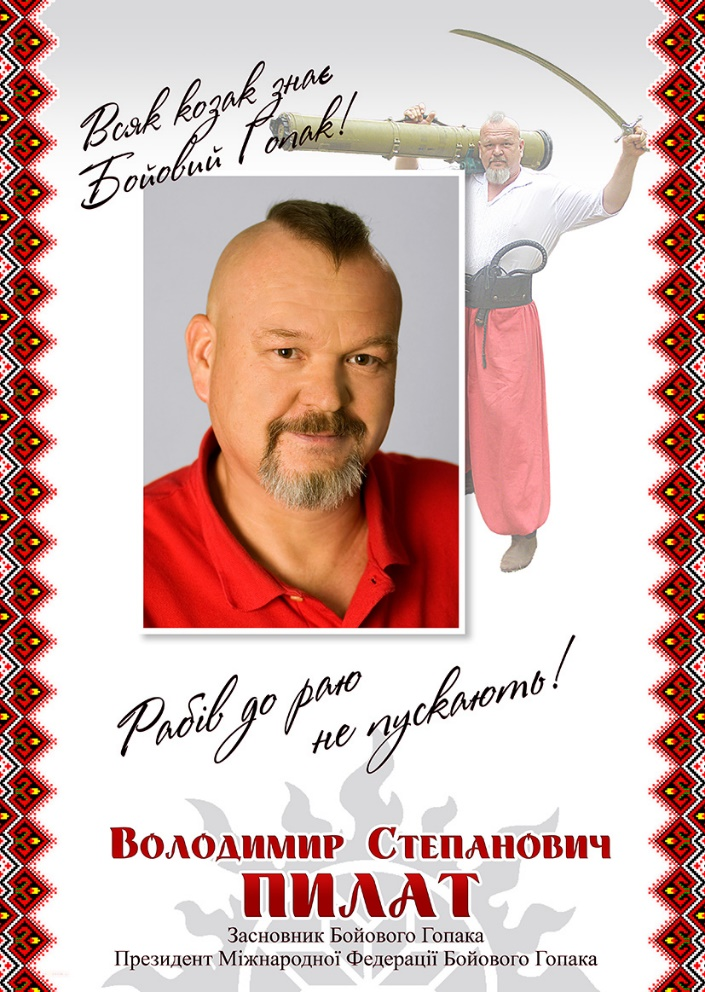 Всяк козак знає
Бойовий Гопак!
Рабів до раю
не пускають!
Володимир Степанович
ПИЛАТ
Засновник Бойового Гопака
Президент Міжнародної Федерації Бойового Гопака